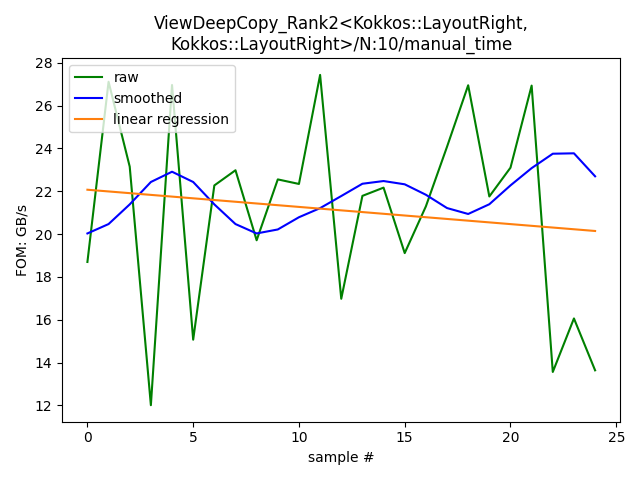 ViewDeepCopy_Rank2<Kokkos::LayoutRight,
Kokkos::LayoutRight>/N:10/manual_time
raw
smoothed
linear regression
FOM: GB/s
28
26
24
22
20
18
16
14
12
0
5
10
15
20
25
sample #